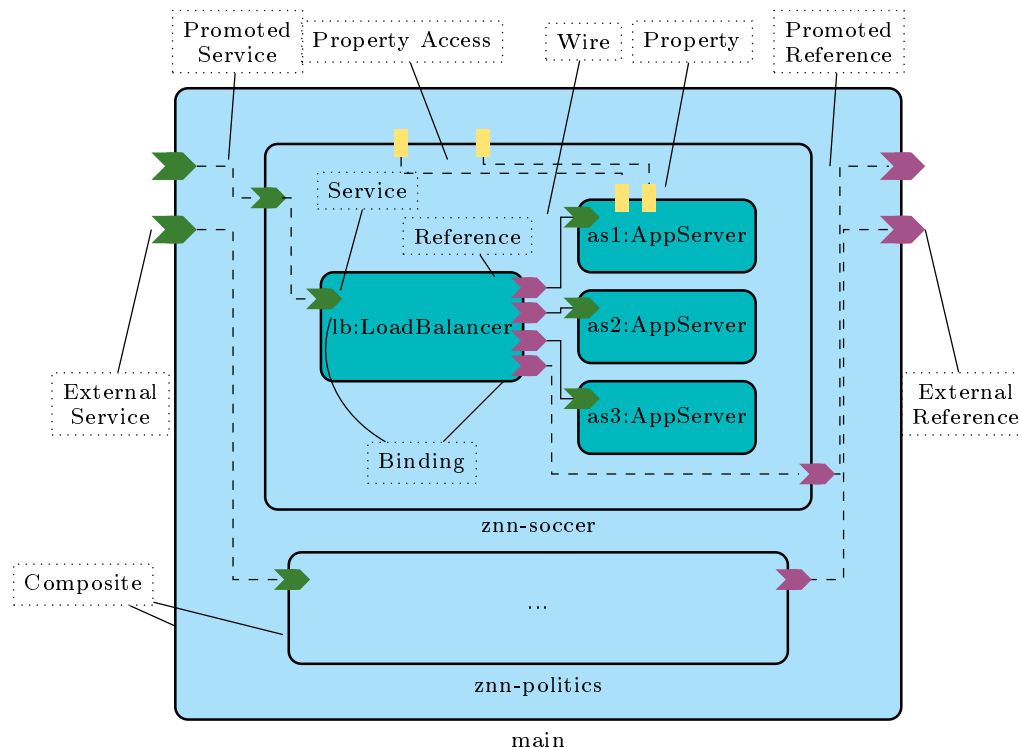 Promoted
Service
Property Access
Wire
Property
Promoted
Reference
Service
Reference
as1:AppServer
lb:LoadBalancer
as2:AppServer
External
Service
as3:AppServer
External
Reference
Binding
znn-soccer
Composite
...
znn-politics
main